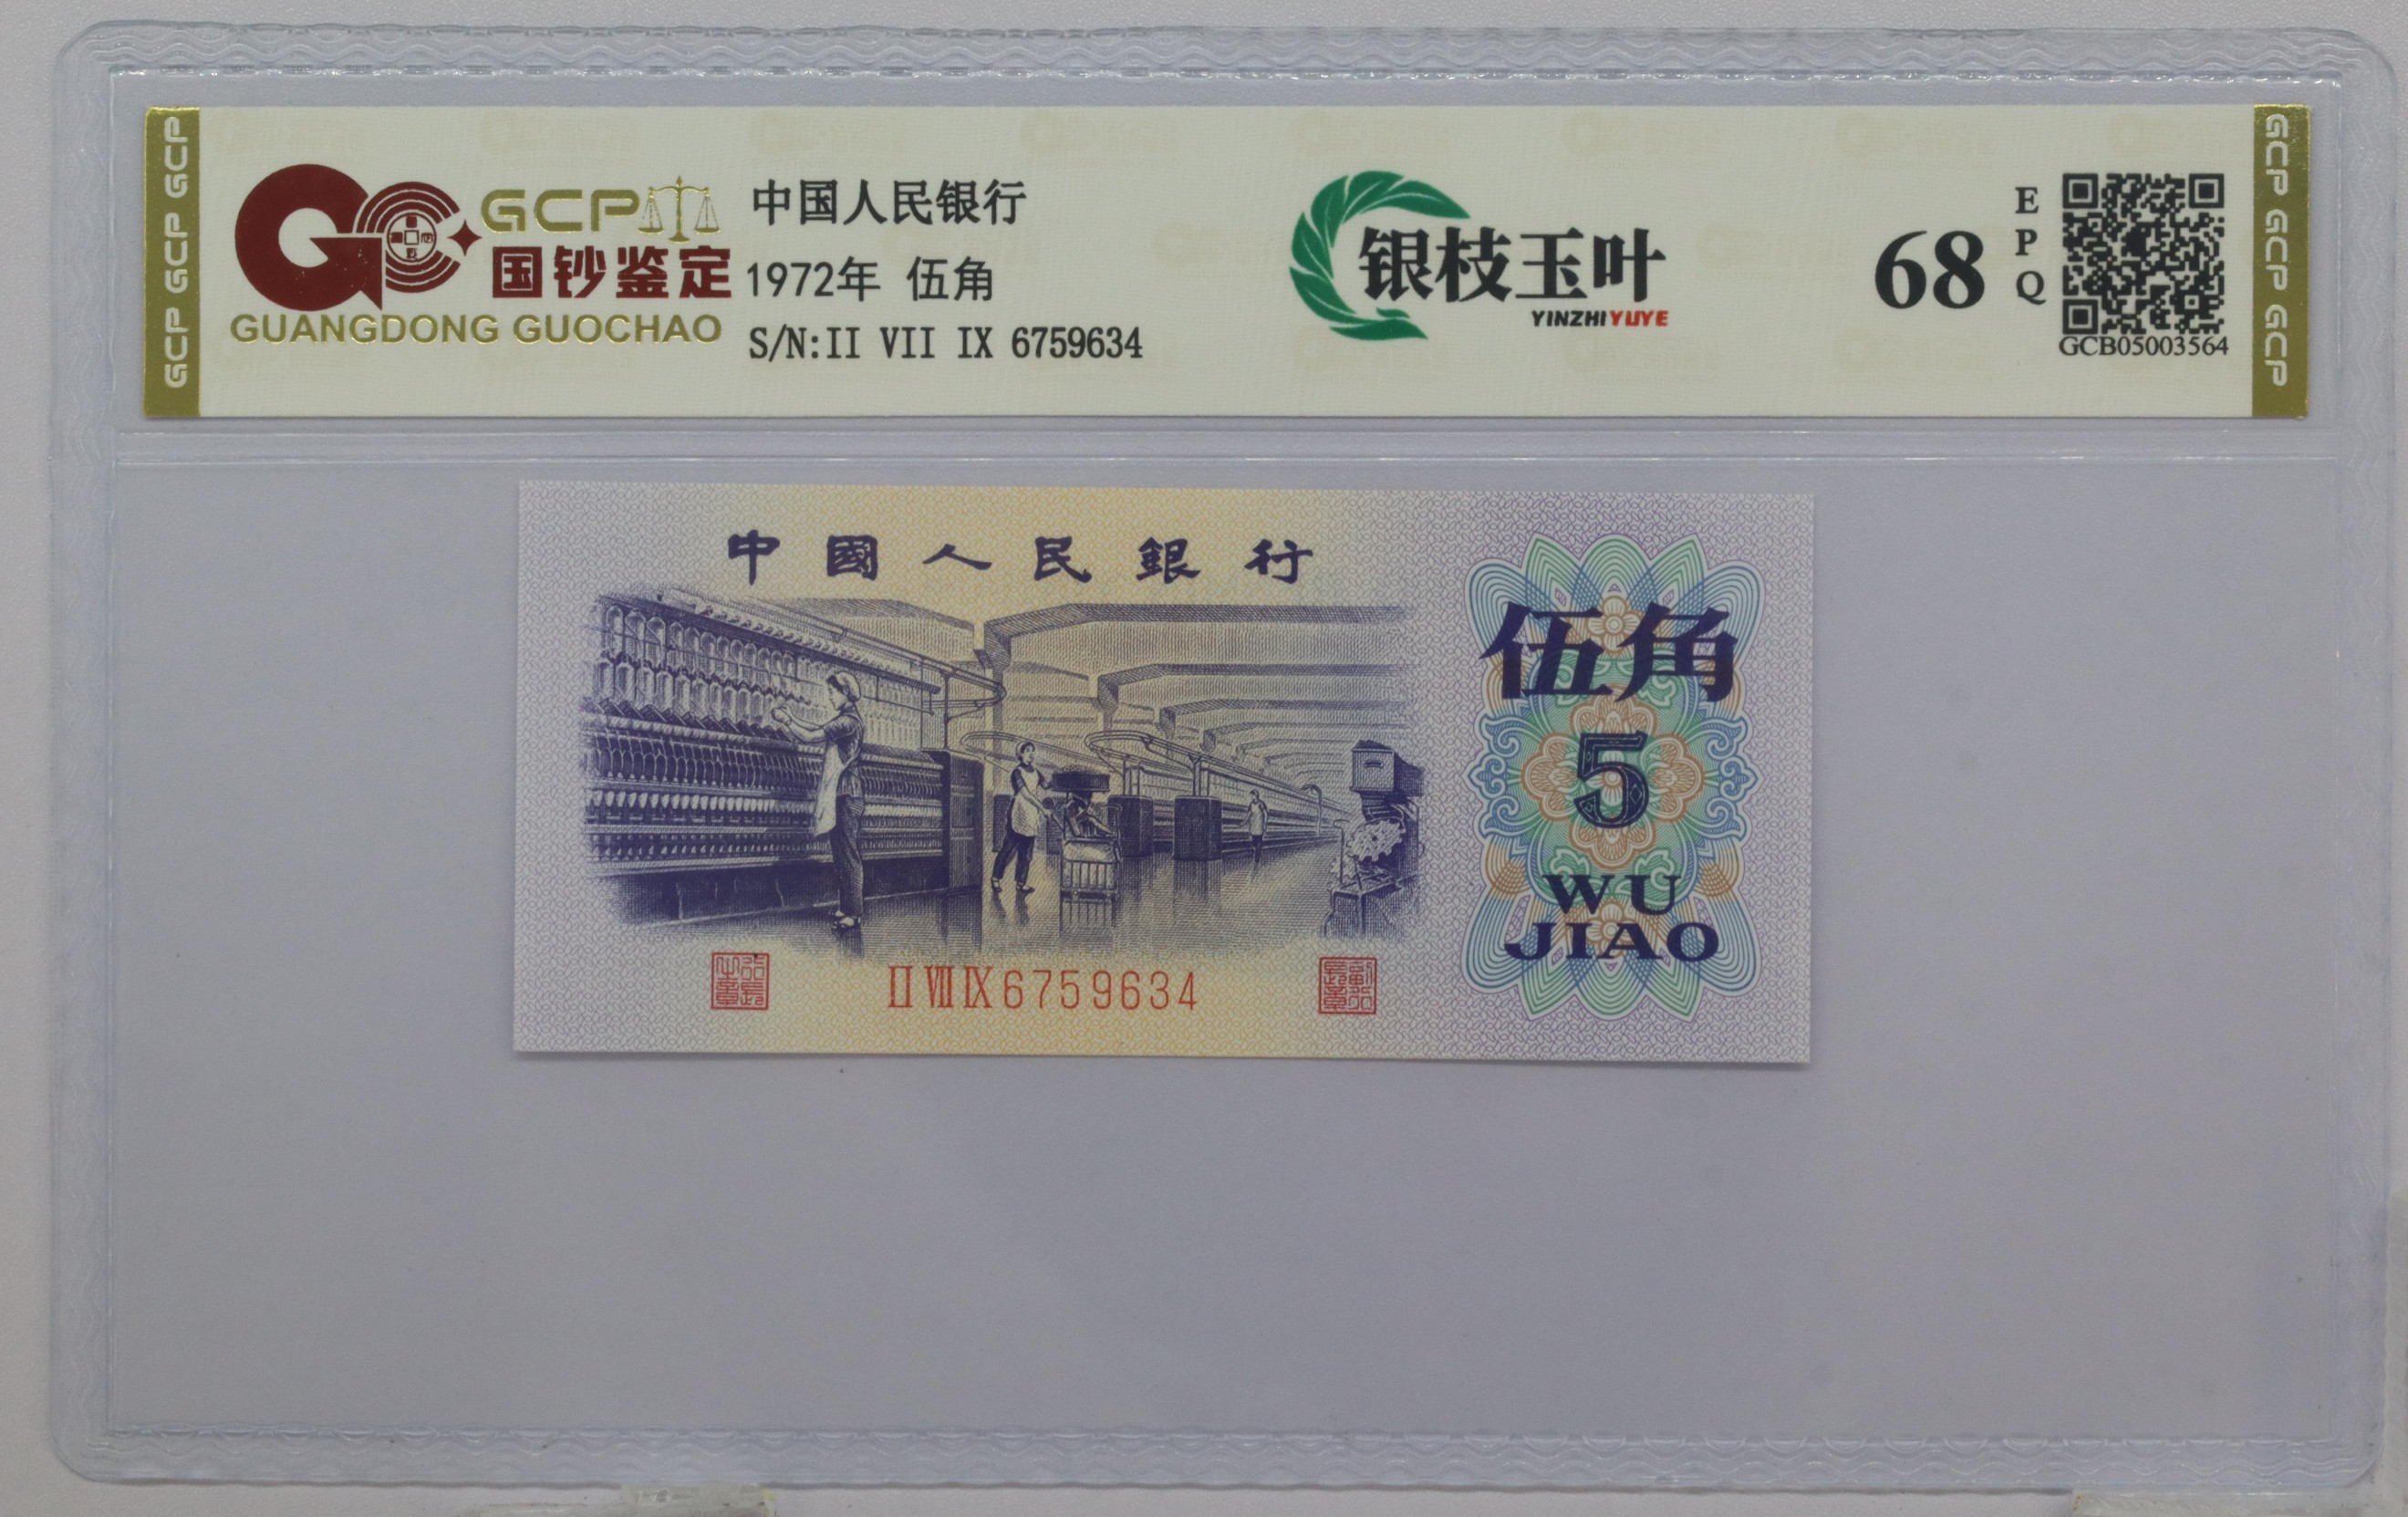 GCP GCP GCP
GCP
国钞鉴定
GUANGDONG GUOCHAO
中国人民银行
1972年 伍角
S/N:II VII IX 6759634
银枝玉叶
YINZHIYUYE
68
EPQ
GCB05003564
GCP GCP GCP
中國人民銀行
伍角
5
WU
JIAO
II VII IX 6759634